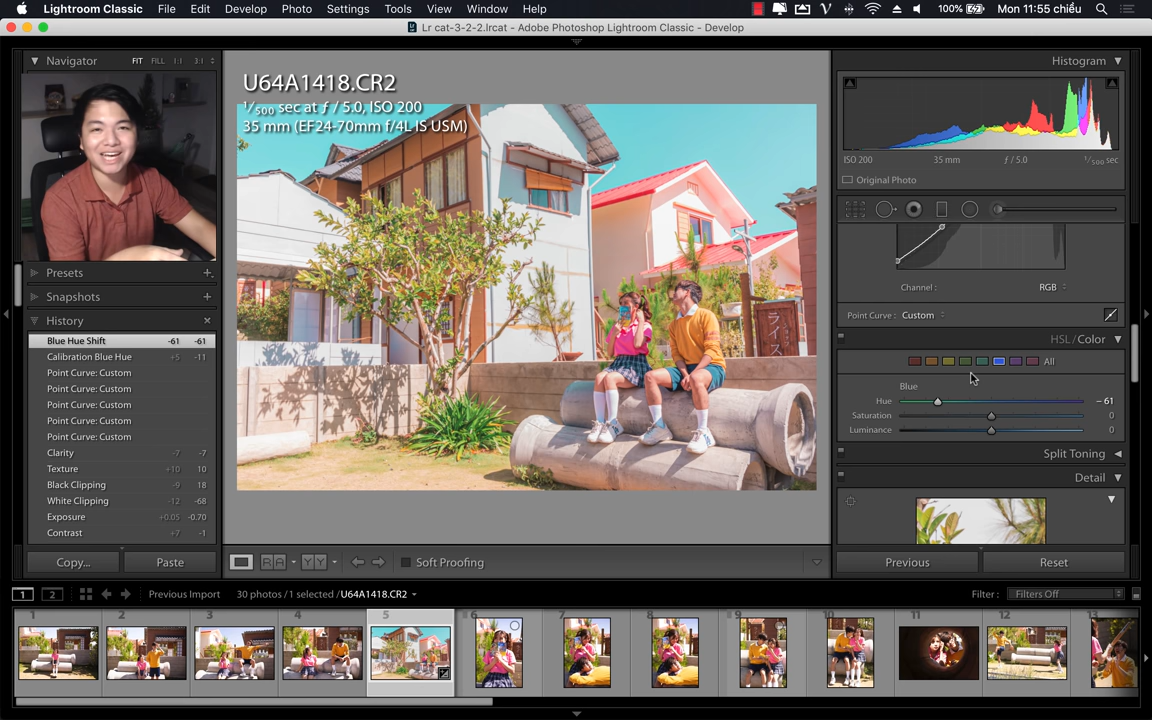 Lightroom Classic File Edit Develop Photo Settings Tools View Window Help 100% Mon 11:55 chiều
Lr cat-3-2-2.lrcat - Adobe Photoshop Lightroom Classic - Develop
Navigator FIT FILL 1:1 3:1
Histogram
U64A1418.CR2
1/500 sec at ƒ / 5.0, ISO 200
35 mm (EF24-70mm f/4L IS USM)
ISO 200 35 mm ƒ / 5.0 1/500 sec
Original Photo
Presets
Snapshots
History
Blue Hue Shift -61 -61
Calibration Blue Hue +5 -11
Point Curve: Custom
Point Curve: Custom
Point Curve: Custom
Point Curve: Custom
Point Curve: Custom
Clarity -7 -7
Texture +10 10
Black Clipping -9 18
White Clipping -12 -68
Exposure +0.05 -0.70
Contrast +7 -1
Channel : RGB
Point Curve : Custom
HSL / Color
All
Blue
Hue – 61
Saturation 0
Luminance 0
Split Toning
Detail
ライス
Copy... Paste
R A Y Y Soft Proofing
Previous Reset
1 2 Previous Import 30 photos / 1 selected / U64A1418.CR2 Filter : Filters Off
1 2 3 4 5 6 7 8 9 10 11 12 13